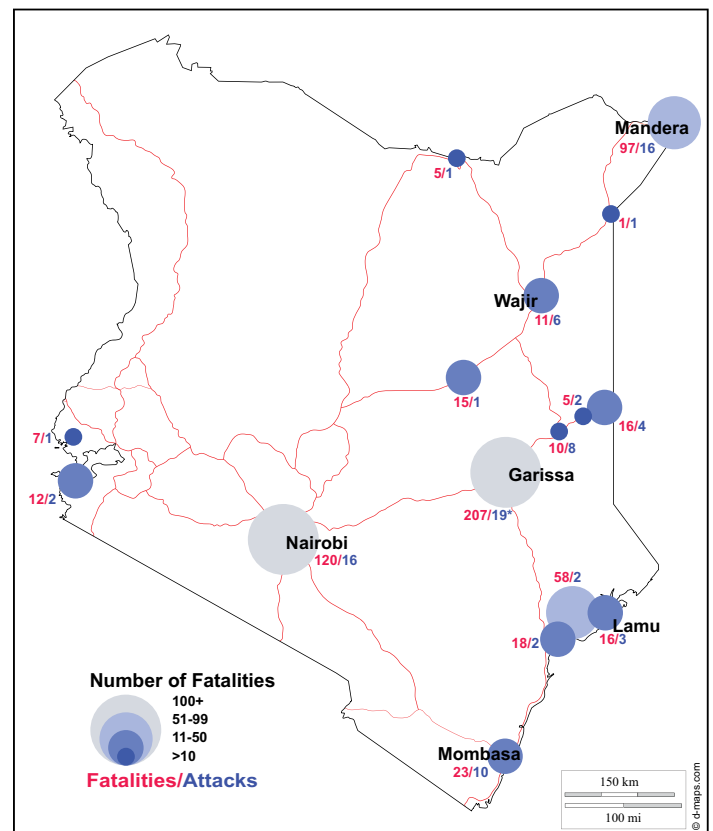 Mandera
97/16
5/1
1/1
Wajir
11/6
15/1
5/2
16/4
10/8
7/1
Garissa
12/2
207/19*
Nairobi
120/16
58/2
Lamu
18/2
16/3
Number of Fatalities
100+
51-99
11-50
>10
Fatalities/Attacks
Mombasa
23/10
150 km
100 mi
© d-maps.com